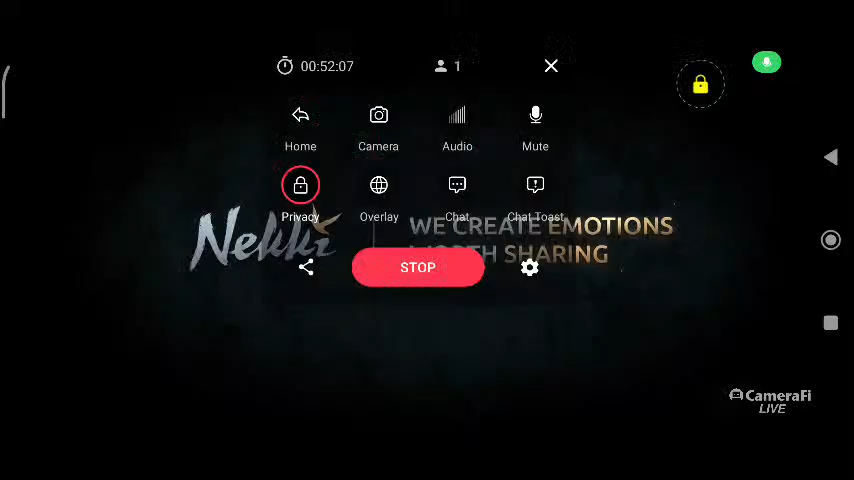 00:52:07
1
Home
Camera
Audio
Mute
Privacy
Overlay
Chat
Chat Toast
Nekki
WE CREATE EMOTIONS
WORTH SHARING
STOP
CameraFi
LIVE